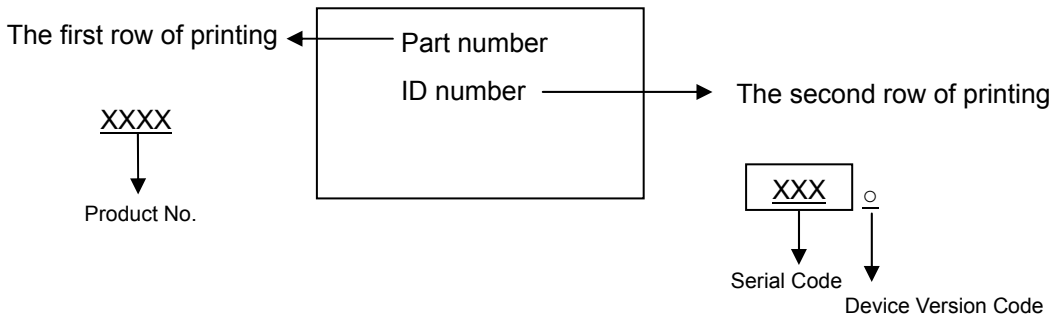 The first row of printing
Part number
ID number
The second row of printing
XXXX
Product No.
XXX ○
Serial Code
Device Version Code